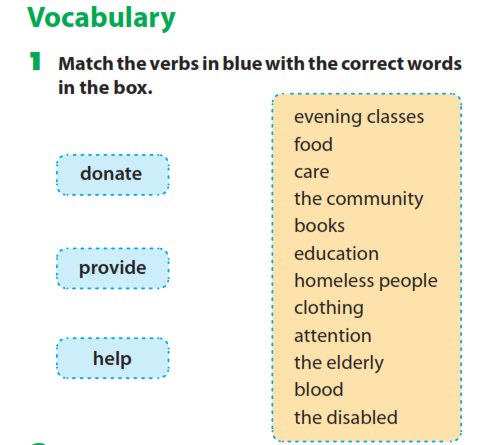 Vocabulary
1 Match the verbs in blue with the correct words
in the box.
donate
provide
help
evening classes
food
care
the community
books
education
homeless people
clothing
attention
the elderly
blood
the disabled